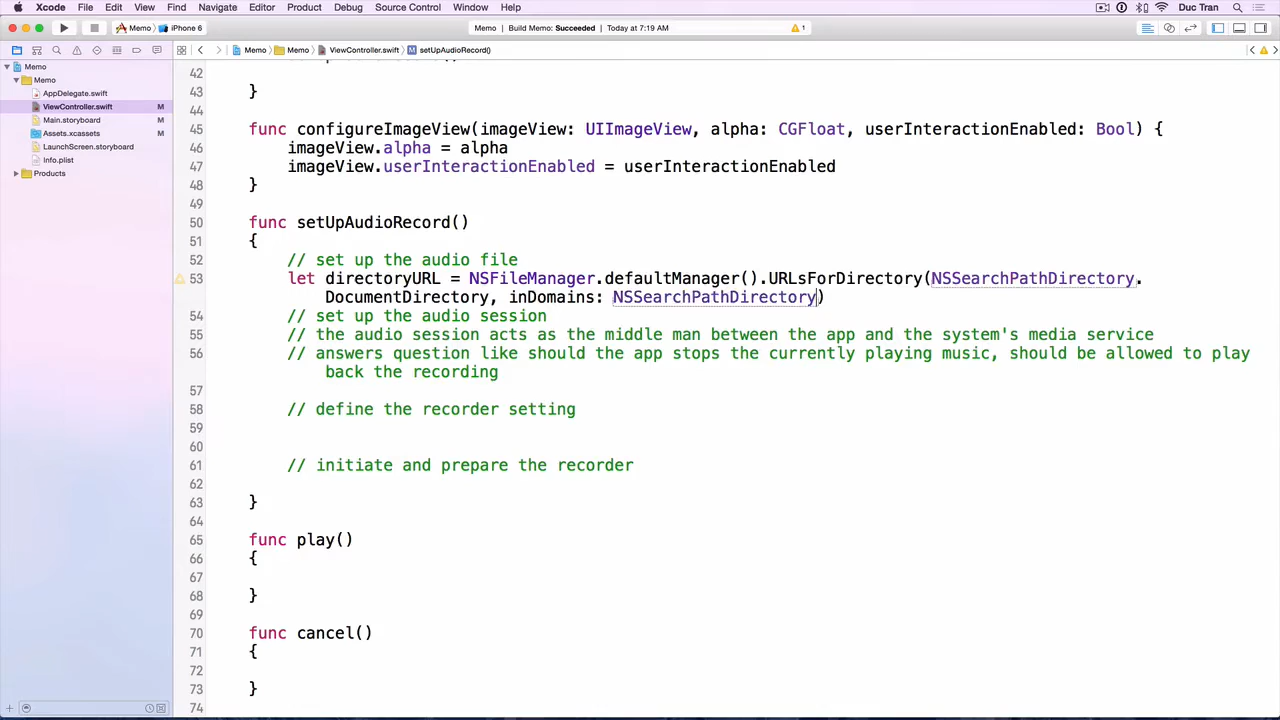 Xcode File Edit View Find Navigate Editor Product Debug Source Control Window Help Duc Tran
Memo iPhone 6 Memo Build Memo: Succeeded Today at 7:19 AM 1
Memo Memo ViewController.swift M setUpAudioRecord()
Memo
Memo
AppDelegate.swift
ViewController.swift M
Main.storyboard M
Assets.xcassets M
LaunchScreen.storyboard
Info.plist
Products
42
43 }
44
45 func configureImageView(imageView: UIImageView, alpha: CGFloat, userInteractionEnabled: Bool) {
46 imageView.alpha = alpha
47 imageView.userInteractionEnabled = userInteractionEnabled
48 }
49
50 func setUpAudioRecord()
51 {
52 // set up the audio file
53 let directoryURL = NSFileManager.defaultManager().URLsForDirectory(NSSearchPathDirectory.
DocumentDirectory, inDomains: NSSearchPathDirectory)
54 // set up the audio session
55 // the audio session acts as the middle man between the app and the system's media service
56 // answers question like should the app stops the currently playing music, should be allowed to play
back the recording
57
58 // define the recorder setting
59
60
61 // initiate and prepare the recorder
62
63 }
64
65 func play()
66 {
67
68 }
69
70 func cancel()
71 {
72
73 }
74